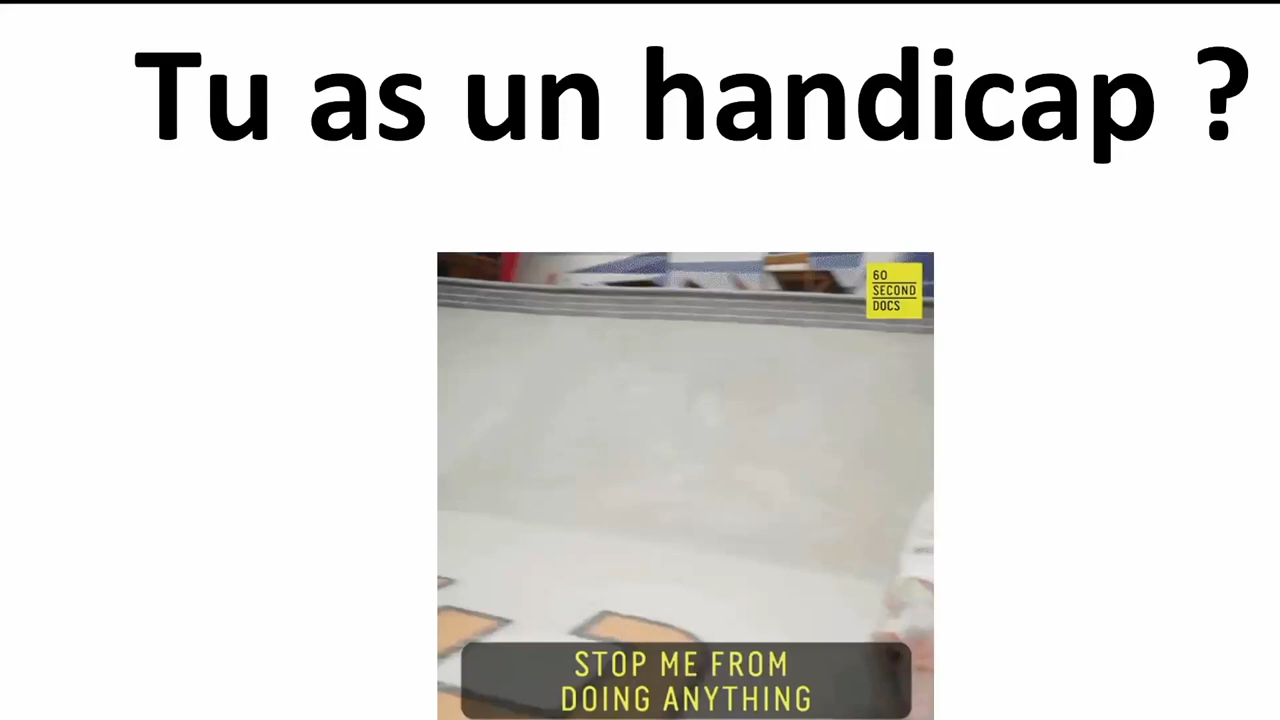 Tu as un handicap ?
60
SECOND
DOCS
STOP ME FROM
DOING ANYTHING